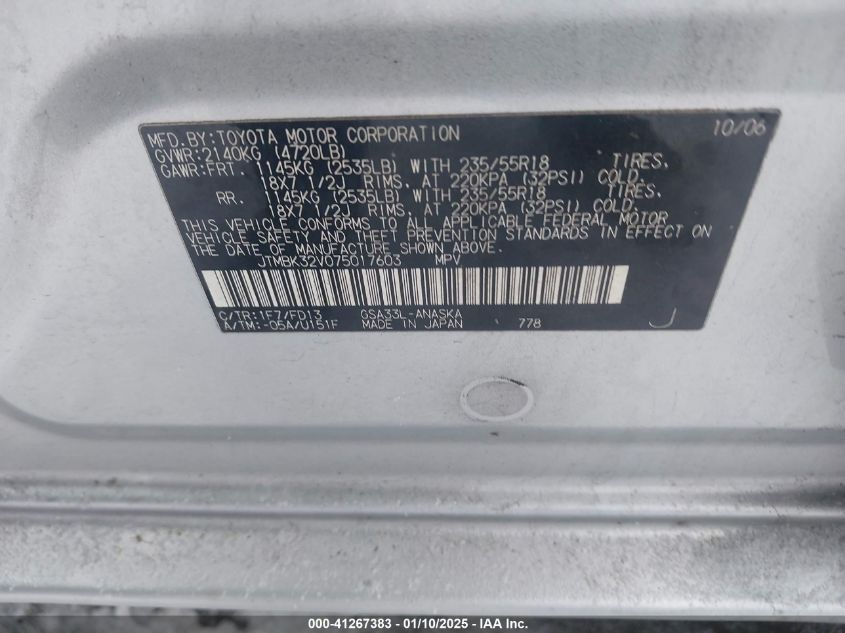 MFD.BY:TOYOTA MOTOR CORPORATION 10/06
GVWR:2140KG (4720LB)
GAWR:FRT. 1145KG (2535LB) WITH 235/55R18 TIRES.
18X7 1/2J RIMS. AT 220KPA (32PSI) COLD.
RR. 1145KG (2535LB) WITH 235/55R18 TIRES.
18X7 1/2J RIMS. AT 220KPA (32PSI) COLD.
THIS VEHICLE CONFORMS TO ALL APPLICABLE FEDERAL MOTOR
VEHICLE SAFETY AND THEFT PREVENTION STANDARDS IN EFFECT ON
THE DATE OF MANUFACTURE SHOWN ABOVE.
JTMBK32V075017603 MPV
C/TR:1F7/FD13 GSA33L-ANASKA
A/TM:-05A/U151F MADE IN JAPAN 778 J
000-41267383 - 01/10/2025 - IAA Inc.